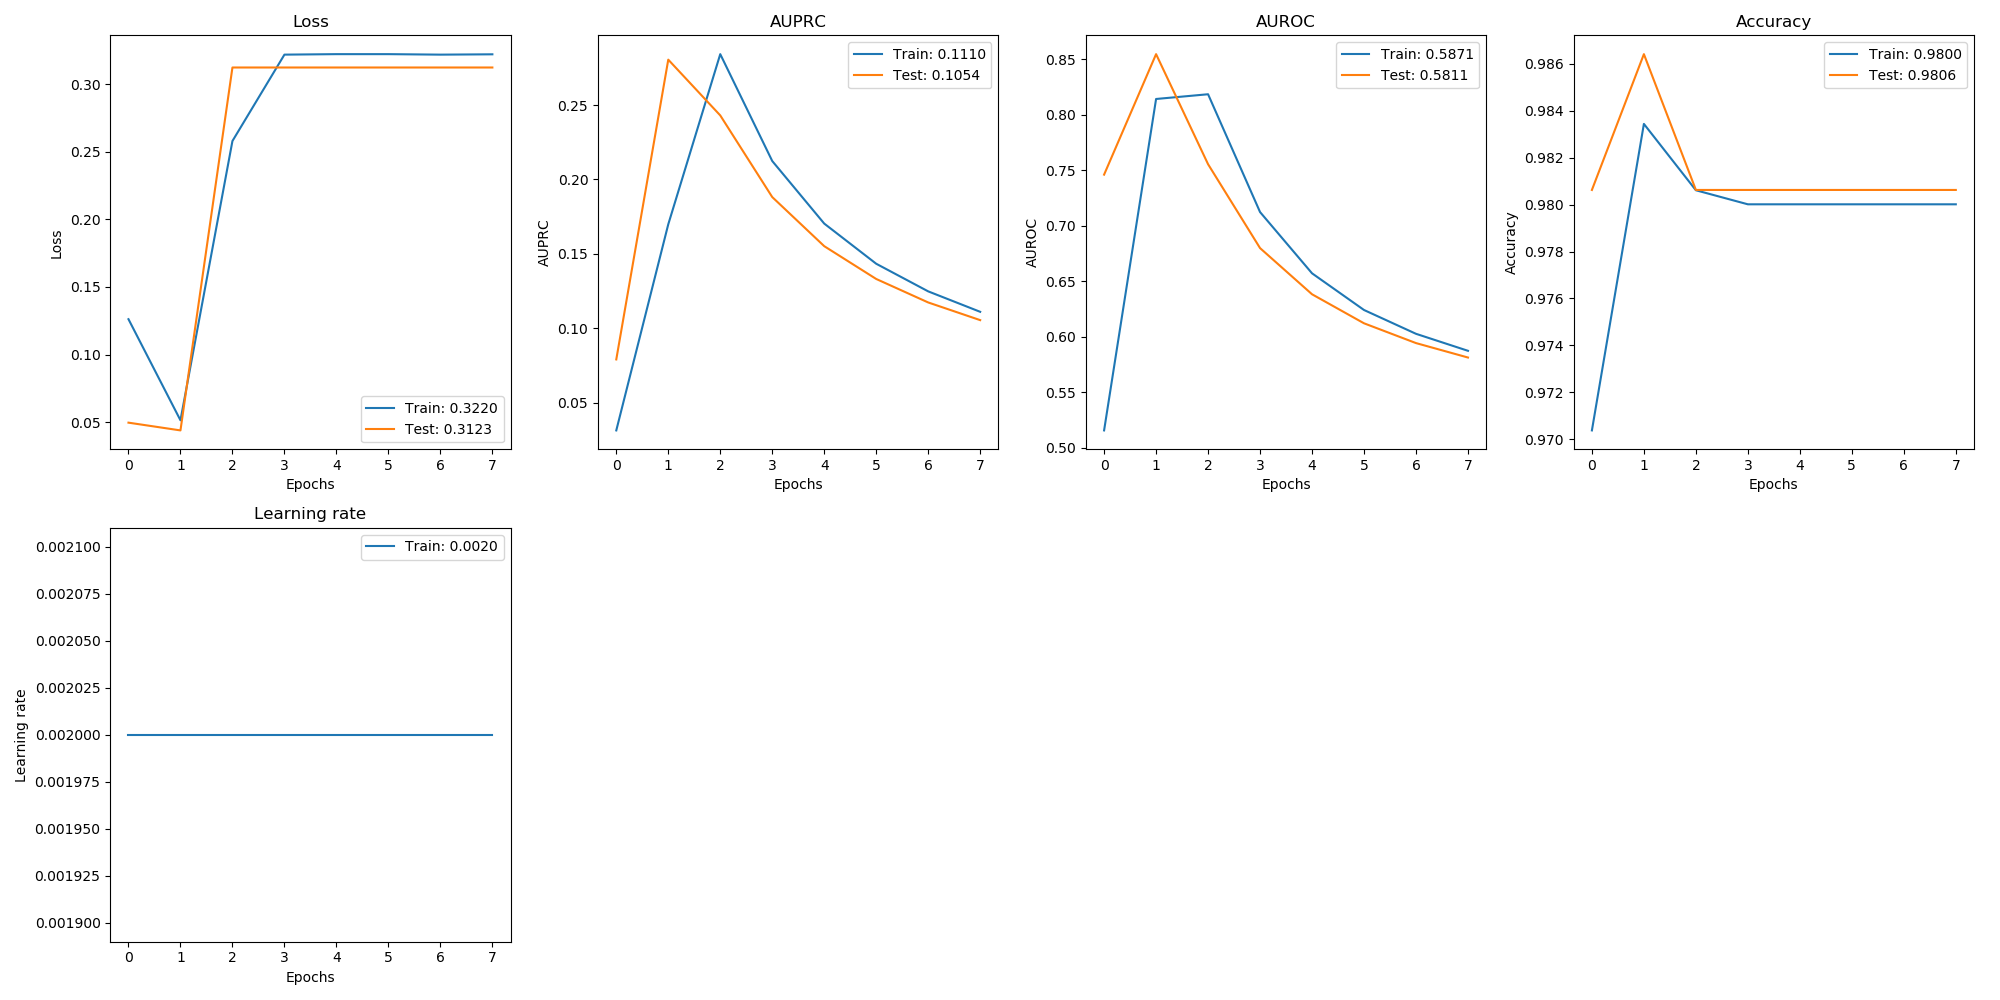 Loss
Loss
0.30
0.25
0.20
0.15
0.10
0.05
Train: 0.3220
Test: 0.3123
0 1 2 3 4 5 6 7
Epochs
AUPRC
AUPRC
0.25
0.20
0.15
0.10
0.05
Train: 0.1110
Test: 0.1054
0 1 2 3 4 5 6 7
Epochs
AUROC
AUROC
0.85
0.80
0.75
0.70
0.65
0.60
0.55
0.50
Train: 0.5871
Test: 0.5811
0 1 2 3 4 5 6 7
Epochs
Accuracy
Accuracy
0.986
0.984
0.982
0.980
0.978
0.976
0.974
0.972
0.970
Train: 0.9800
Test: 0.9806
0 1 2 3 4 5 6 7
Epochs
Learning rate
Learning rate
0.002100
0.002075
0.002050
0.002025
0.002000
0.001975
0.001950
0.001925
0.001900
Train: 0.0020
0 1 2 3 4 5 6 7
Epochs